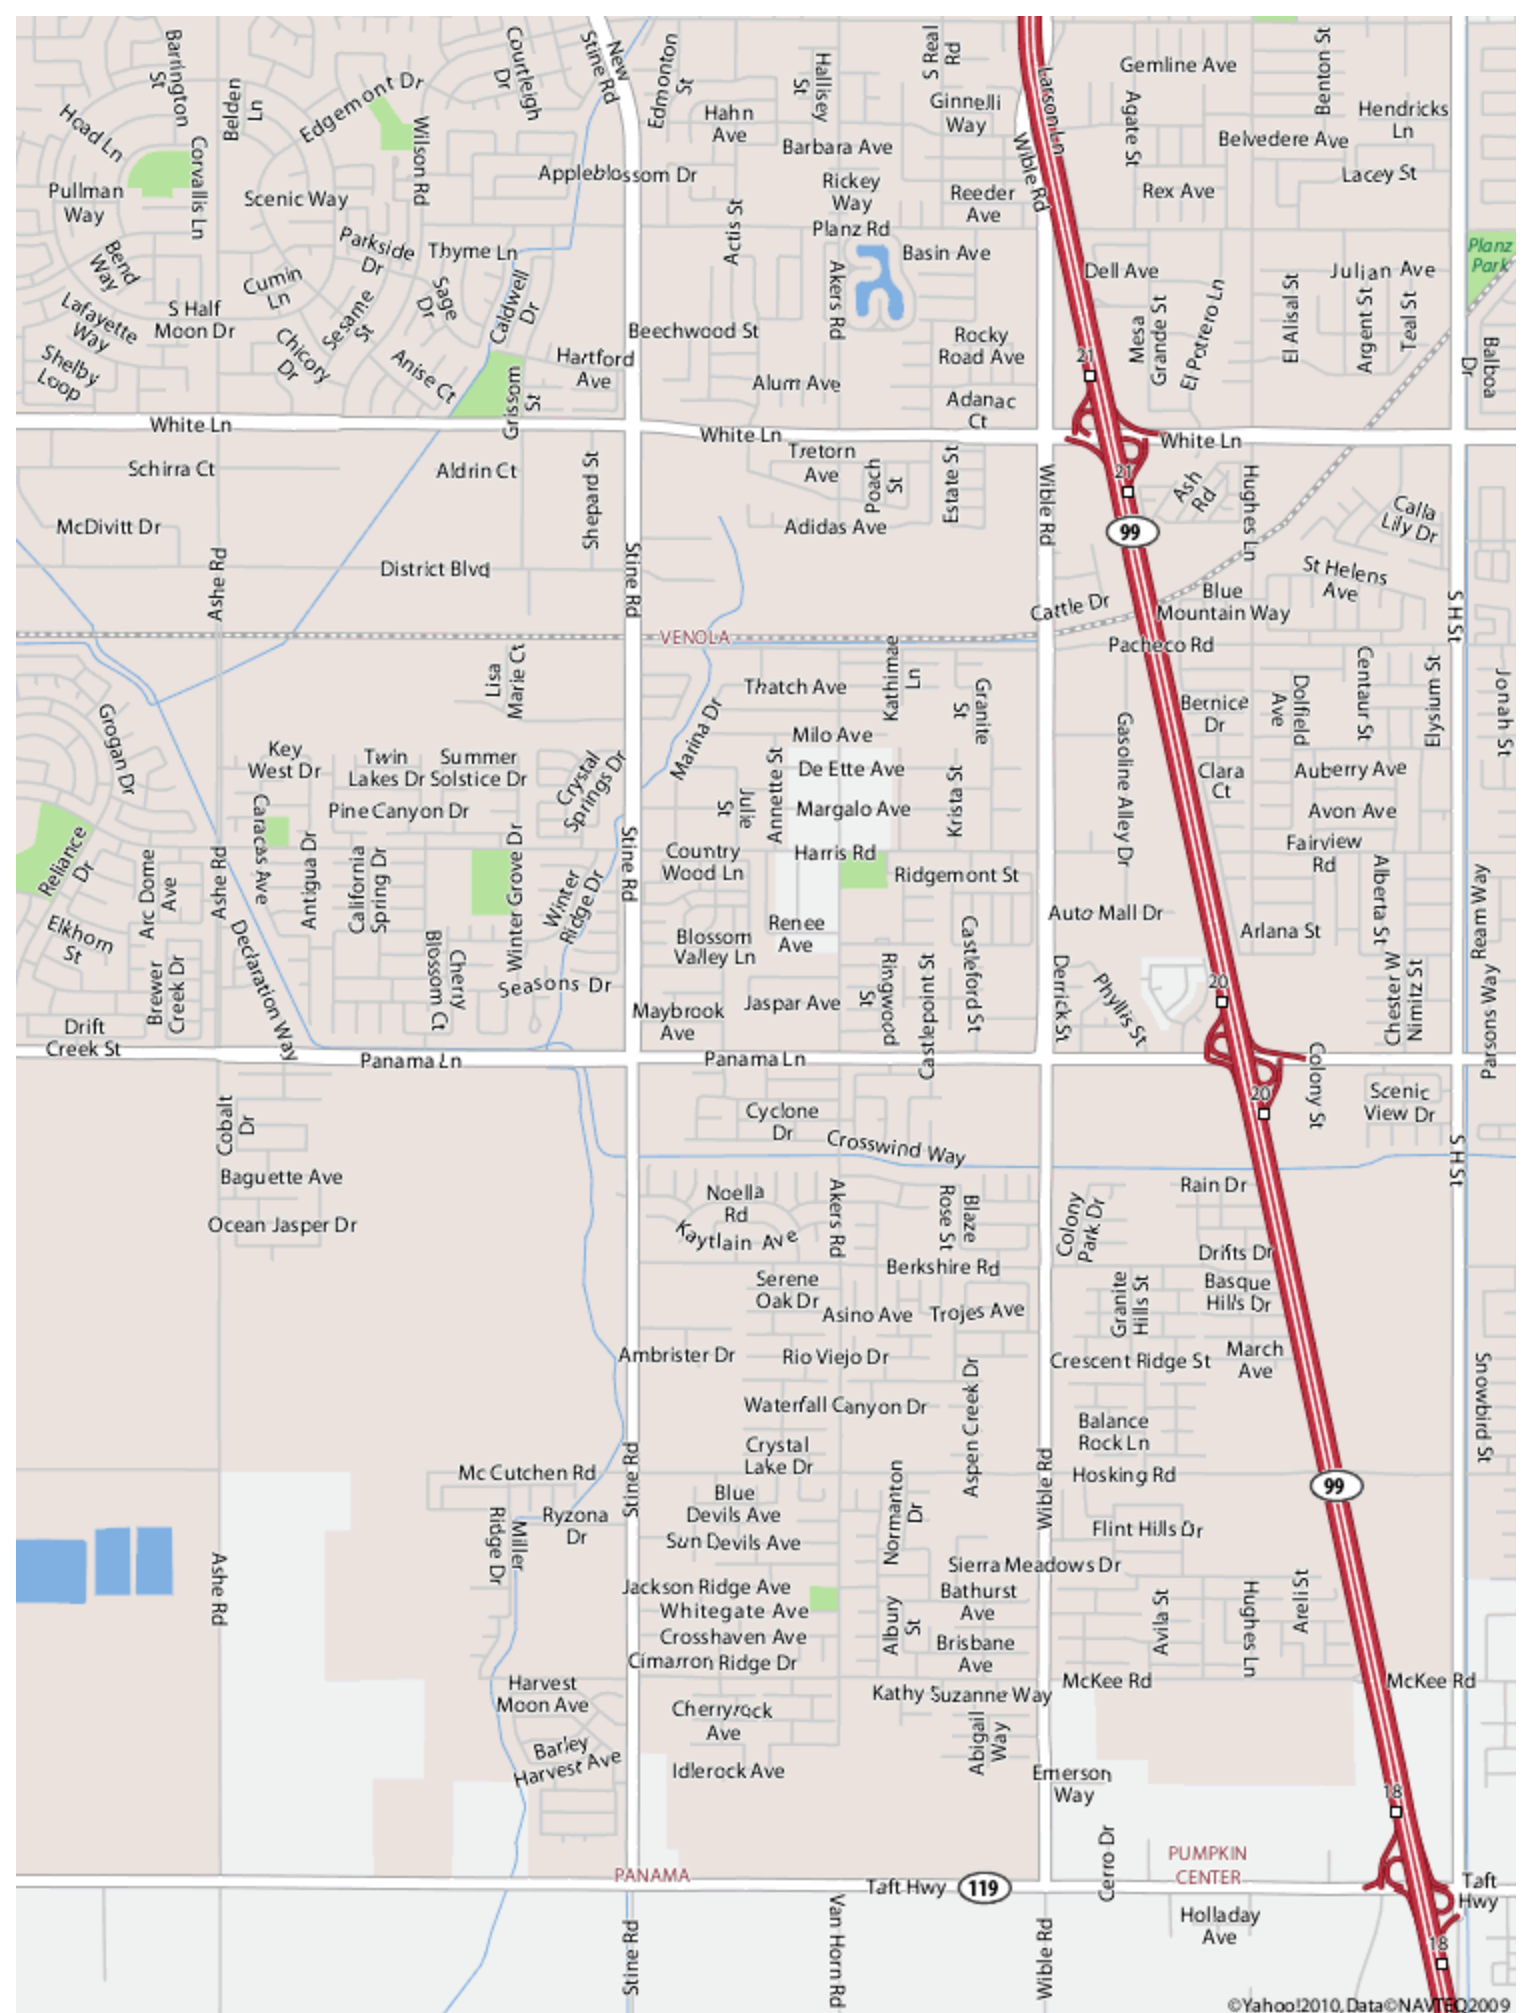 Barrington
St
Belden
Ln
Edgemont Dr
Courtleigh
Dr
New
Stine Rd
Edmonton
St
Hahn
Ave
Hallisey
St
S Real
Rd
Ginnelli
Way
Larson Ln
Gemline Ave
Benton St
Hendricks
Ln
Agate St
Belvedere Ave
Head Ln
Corvallis Ln
Wilson Rd
Barbara Ave
Wible Rd
Appleblossom Dr
Lacey St
Pullman
Way
Scenic Way
Rickey
Way
Reeder
Ave
Rex Ave
Actis St
Planz Rd
Basin Ave
Planz
Park
Bend
Way
Parkside
Dr
Thyme Ln
Akers Rd
Dell Ave
Julian Ave
Cumin
Ln
Sage
Dr
Caldwell
Dr
Lafayette
Way
S Half
Moon Dr
Sesame
St
Beechwood St
Mesa
Grande St
El Potrero Ln
El Alisal St
Argent St
Teal St
Shelby
Loop
Chicory
Dr
Anise Ct
Hartford
Ave
Rocky
Road Ave
21
Balboa
Dr
Alum Ave
Grissom
St
Adanac
Ct
White Ln
White Ln
White Ln
Schirra Ct
Aldrin Ct
Shepard St
Tretorn
Ave
Poach
St
Estate St
Wible Rd
21
Ash
Rd
Hughes Ln
Calla
Lily Dr
McDivitt Dr
Adidas Ave
99
Ashe Rd
District Blvd
Stine Rd
St Helens
Ave
Cattle Dr
Blue
Mountain Way
S H St
VENOLA
Pacheco Rd
Lisa
Marie Ct
Thatch Ave
Kathimae
Ln
Granite
St
Bernice
Dr
Dolfield
Ave
Centaur St
Elysium St
Jonah St
Grogan Dr
Marina Dr
Milo Ave
Gasoline Alley Dr
Key
West Dr
Twin
Lakes Dr
Summer
Solstice Dr
Crystal
Springs Dr
De Ette Ave
Clara
Ct
Auberry Ave
Annette St
Julie
St
Krista St
Caracas Ave
Pine Canyon Dr
Margalo Ave
Avon Ave
Reliance
Dr
Arc Dome
Ave
Ashe Rd
Antigua Dr
California
Spring Dr
Winter Grove Dr
Winter
Ridge Dr
Stine Rd
Country
Wood Ln
Harris Rd
Ridgemont St
Fairview
Rd
Alberta St
Ream Way
Elkhorn
St
Renee
Ave
Auto Mall Dr
Arlana St
Declaration Way
Blossom
Valley Ln
Castleford St
Brewer
Creek Dr
Cherry
Blossom Ct
Seasons Dr
Ringwood
St
Castlepoint St
Derrick St
Phyllis St
20
Chester W
Nimitz St
Parsons Way
Maybrook
Ave
Jaspar Ave
Drift
Creek St
Panama Ln
Panama Ln
Colony St
20
Scenic
View Dr
Cobalt
Dr
Cyclone
Dr
Crosswind Way
S H St
Baguette Ave
Noella
Rd
Akers Rd
Rose St
Blaze
Colony
Park Dr
Rain Dr
Ocean Jasper Dr
Kaytlain Ave
Drifts Dr
Berkshire Rd
Serene
Oak Dr
Granite
Hills St
Basque
Hills Dr
Asino Ave
Trojes Ave
Ambrister Dr
Rio Viejo Dr
Crescent Ridge St
March
Ave
Snowbird St
Waterfall Canyon Dr
Aspen Creek Dr
Balance
Rock Ln
Crystal
Lake Dr
Mc Cutchen Rd
Stine Rd
Wible Rd
Hosking Rd
99
Blue
Devils Ave
Normanton
Dr
Miller
Ridge Dr
Ryzona
Dr
Sun Devils Ave
Flint Hills Dr
Sierra Meadows Dr
Ashe Rd
Jackson Ridge Ave
Bathurst
Ave
Whitegate Ave
Albury
St
Avila St
Hughes Ln
Areli St
Crosshaven Ave
Brisbane
Ave
Cimarron Ridge Dr
McKee Rd
McKee Rd
Harvest
Moon Ave
Kathy Suzanne Way
Cherryrock
Ave
Abigail
Way
Barley
Harvest Ave
Idlerock Ave
Emerson
Way
18
Cerro Dr
PUMPKIN
CENTER
PANAMA
Taft Hwy
119
Taft
Hwy
Stine Rd
Van Horn Rd
Wible Rd
Holladay
Ave
18
©Yahoo!2010, Data©NAVTEQ2009